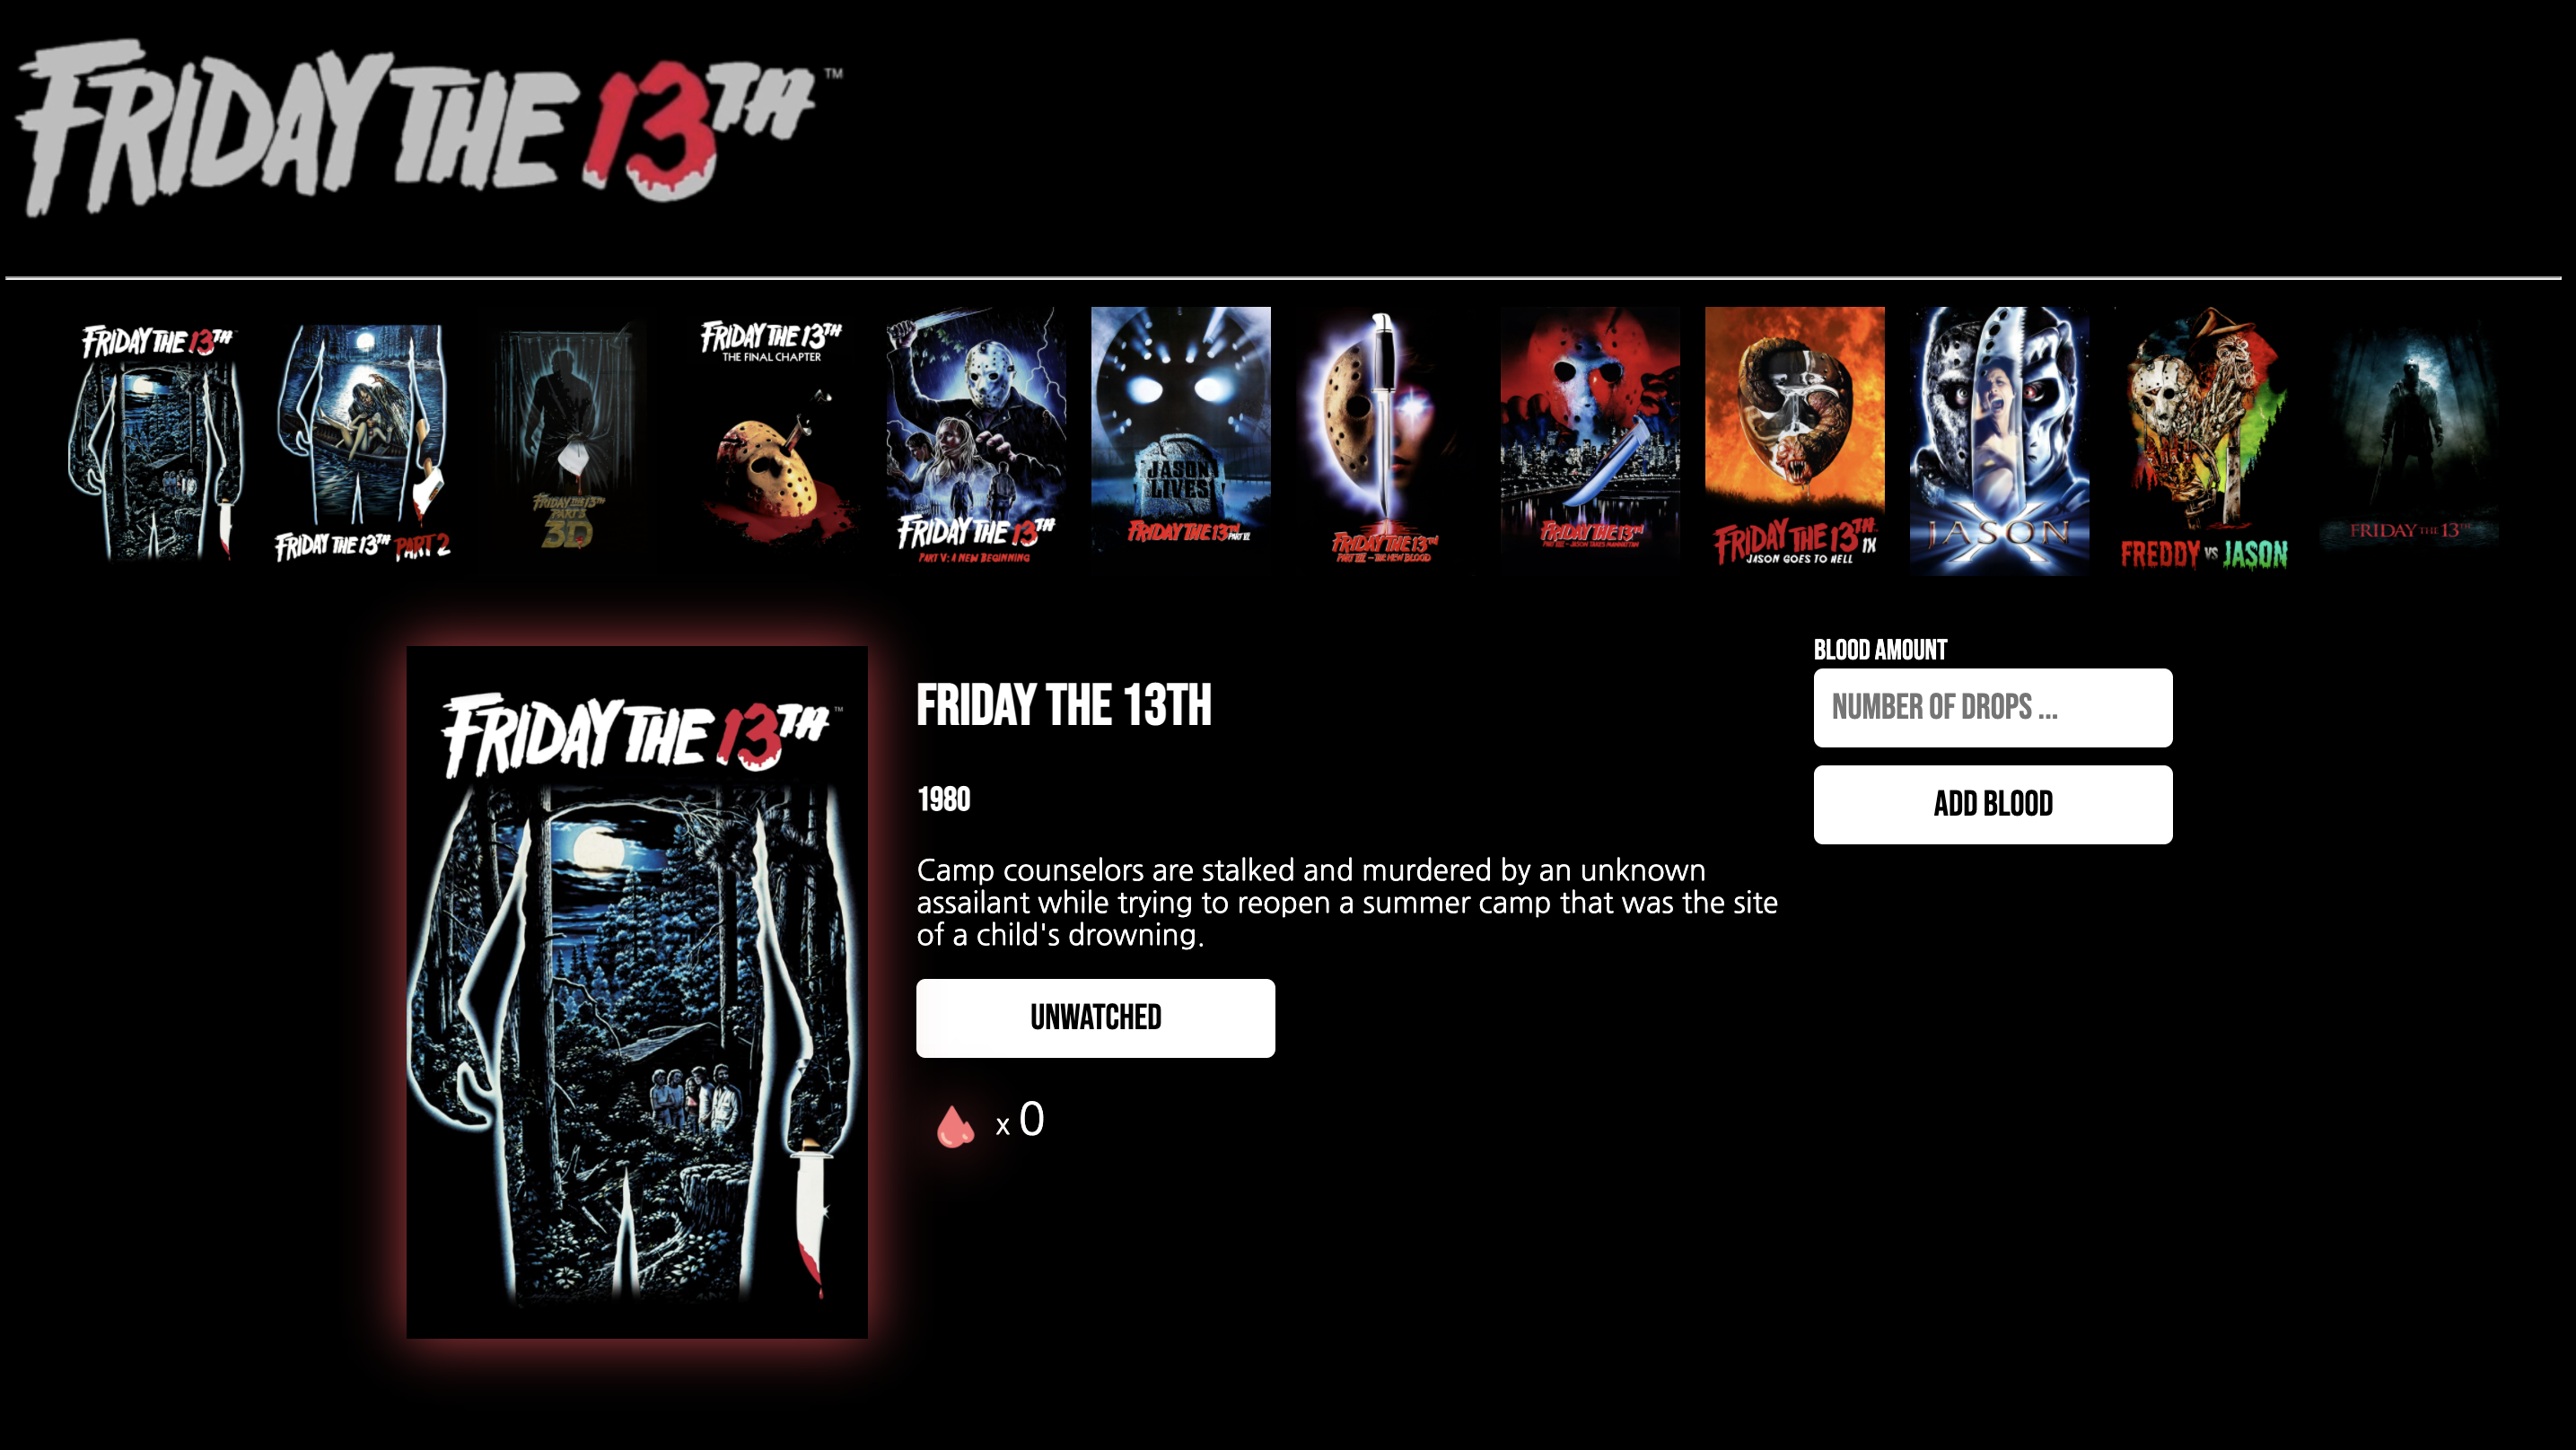 FRIDAY THE 13TH ™
FRIDAY THE 13TH
FRIDAY THE 13TH PART 2
FRIDAY THE 13TH
PART 3
3D
FRIDAY THE 13TH
THE FINAL CHAPTER
FRIDAY THE 13TH
PART V: A NEW BEGINNING
JASON
LIVES
FRIDAY THE 13TH PART VI
FRIDAY THE 13TH
PART VII - THE NEW BLOOD
FRIDAY THE 13TH
PART VIII - JASON TAKES MANHATTAN
FRIDAY THE 13TH IX
JASON GOES TO HELL
JASON X
FREDDY VS JASON
FRIDAY THE 13TH
FRIDAY THE 13TH ™
FRIDAY THE 13TH
1980
Camp counselors are stalked and murdered by an unknown
assailant while trying to reopen a summer camp that was the site
of a child's drowning.
UNWATCHED
x 0
BLOOD AMOUNT
NUMBER OF DROPS ...
ADD BLOOD